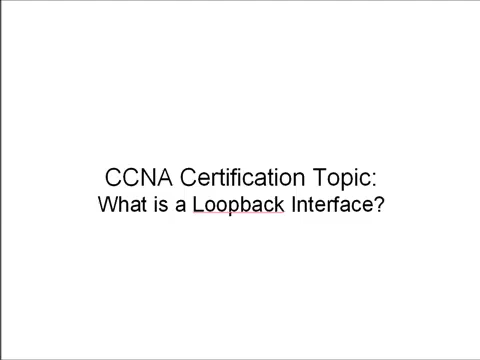 CCNA Certification Topic:
What is a Loopback Interface?